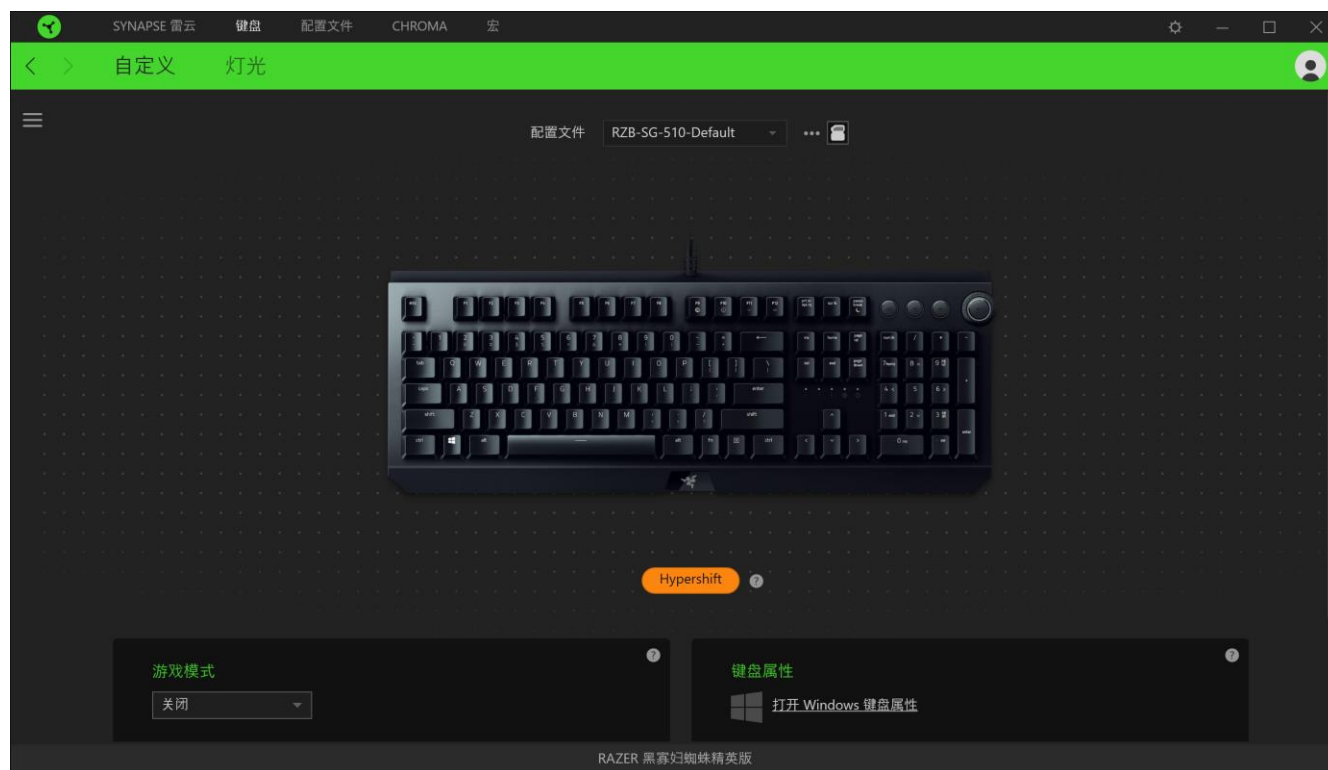 SYNAPSE 雷云 键盘 配置文件 CHROMA 宏
自定义 灯光
配置文件 RZB-SG-510-Default
Hypershift
游戏模式
关闭
键盘属性
打开 Windows 键盘属性
RAZER 黑寡妇蜘蛛精英版